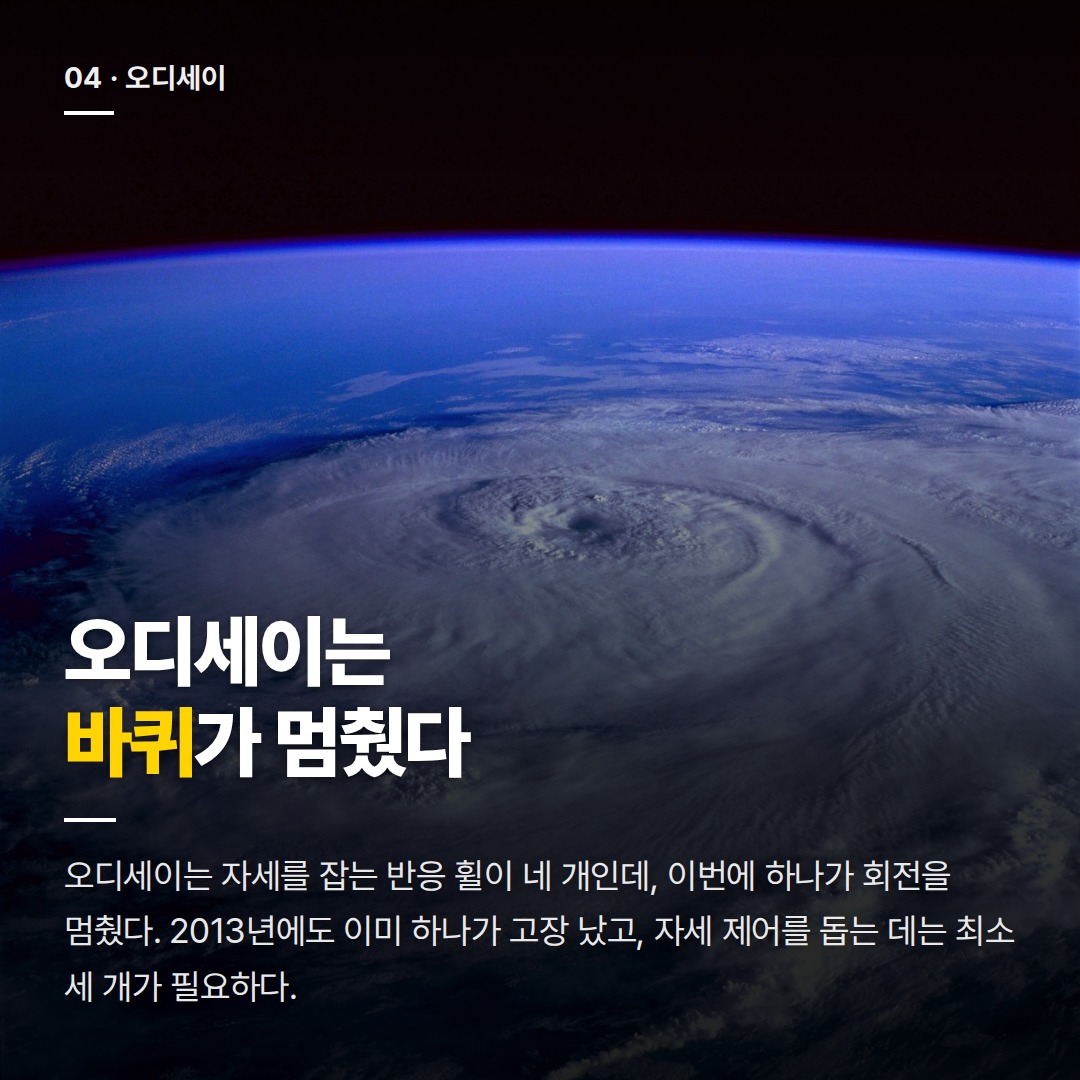 04 · 오디세이
오디세이는
바퀴가 멈췄다
오디세이는 자세를 잡는 반응 휠이 네 개인데, 이번에 하나가 회전을
멈췄다. 2013년에도 이미 하나가 고장 났고, 자세 제어를 돕는 데는 최소
세 개가 필요하다.